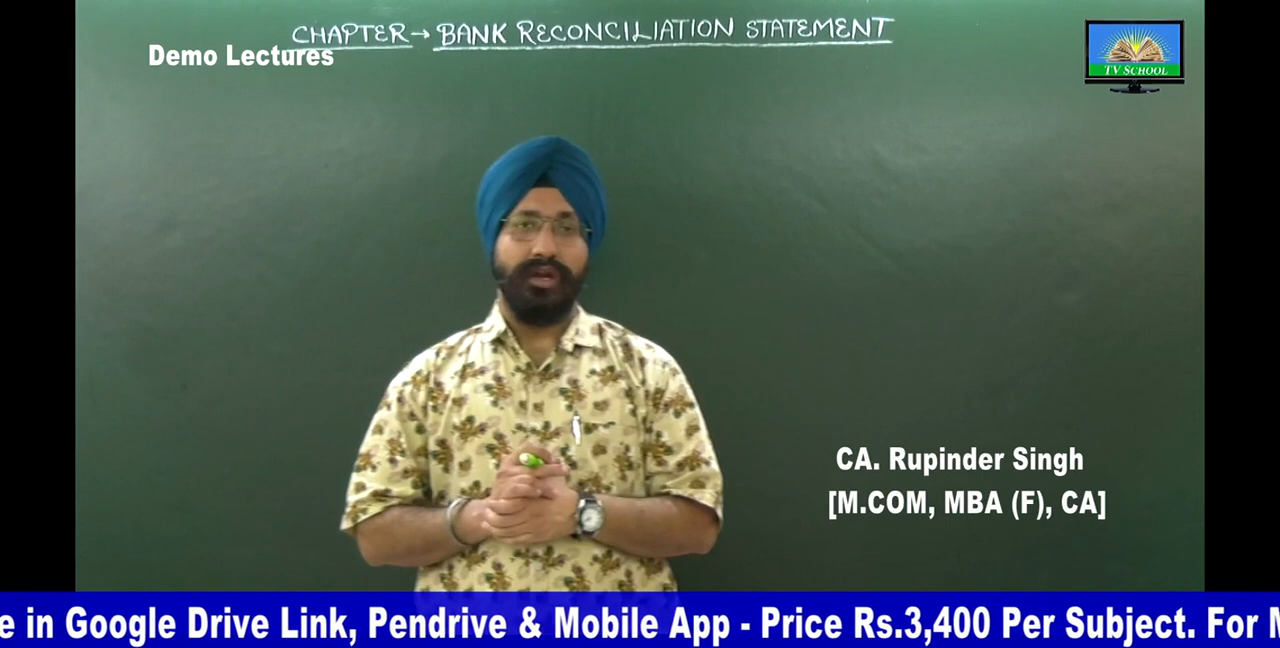 CHAPTER → BANK RECONCILIATION STATEMENT
Demo Lectures
TV SCHOOL
CA. Rupinder Singh
[M.COM, MBA (F), CA]
in Google Drive Link, Pendrive & Mobile App - Price Rs.3,400 Per Subject. For